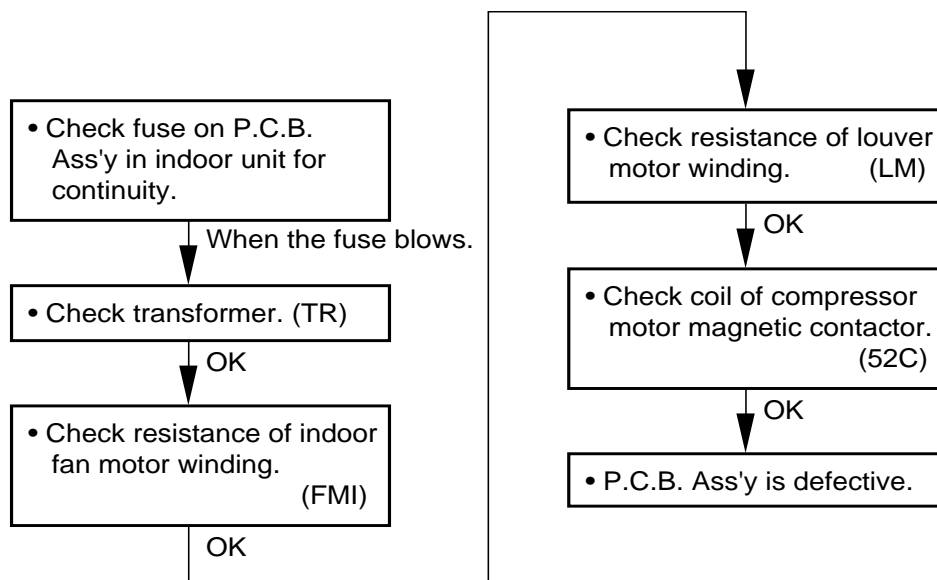 • Check fuse on P.C.B.
Ass'y in indoor unit for
continuity.
When the fuse blows.
• Check transformer. (TR)
OK
• Check resistance of indoor
fan motor winding.
(FMI)
OK
• Check resistance of louver
motor winding. (LM)
OK
• Check coil of compressor
motor magnetic contactor.
(52C)
OK
• P.C.B. Ass'y is defective.